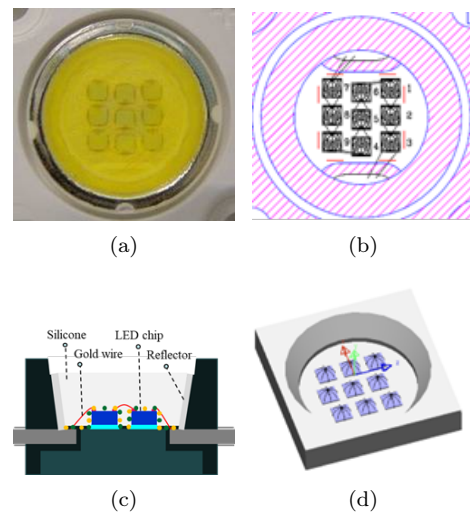 (a)
(b)
7 6 1
8 5 2
9 4 3
Silicone
LED chip
Gold wire
Reflector
(c)
(d)